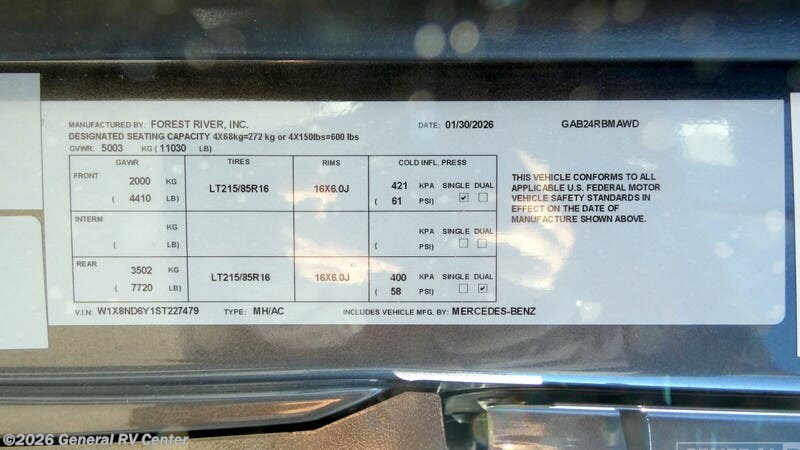 MANUFACTURED BY: FOREST RIVER, INC. DATE: 01/30/2026 GAB24RBMAWD
DESIGNATED SEATING CAPACITY 4X68kg=272 kg or 4X150lbs=600 lbs
GVWR: 5003 KG ( 11030 LB)
GAWR TIRES RIMS COLD INFL. PRESS
FRONT 2000 KG LT215/85R16 16X6.0J 421 KPA SINGLE DUAL
( 4410 LB) ( 61 PSI)
INTERM KG KPA SINGLE DUAL
( LB) ( PSI)
REAR 3502 KG LT215/85R16 16X6.0J 400 KPA SINGLE DUAL
( 7720 LB) ( 58 PSI)
THIS VEHICLE CONFORMS TO ALL
APPLICABLE U.S. FEDERAL MOTOR
VEHICLE SAFETY STANDARDS IN
EFFECT ON THE DATE OF
MANUFACTURE SHOWN ABOVE.
V.I.N: W1X8ND6Y1ST227479 TYPE: MH/AC INCLUDES VEHICLE MFG. BY: MERCEDES-BENZ
©2026 General RV Center